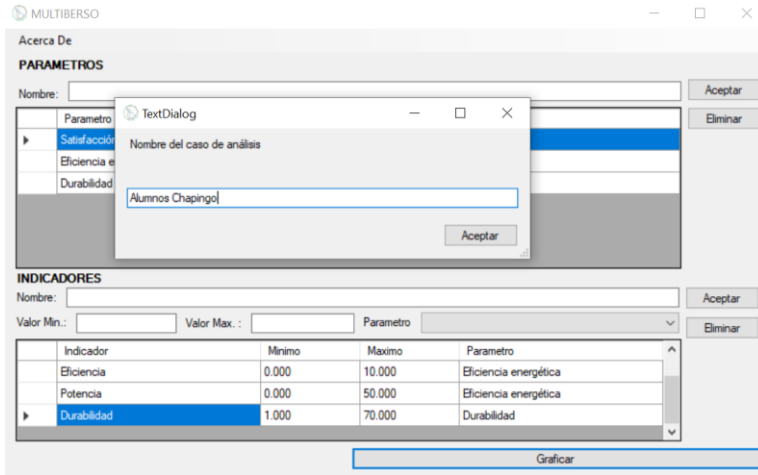 MULTIBERSO
Acerca De
PARAMETROS
Nombre:
Aceptar
Parametro
Eliminar
Satisfacción
Eficiencia e
Durabilidad
TextDialog
Nombre del caso de análisis
Alumnos Chapingo
Aceptar
INDICADORES
Nombre:
Aceptar
Valor Min.: Valor Max. : Parametro
Eliminar
Indicador Minimo Maximo Parametro
Eficiencia 0.000 10.000 Eficiencia energética
Potencia 0.000 50.000 Eficiencia energética
Durabilidad 1.000 70.000 Durabilidad
Graficar